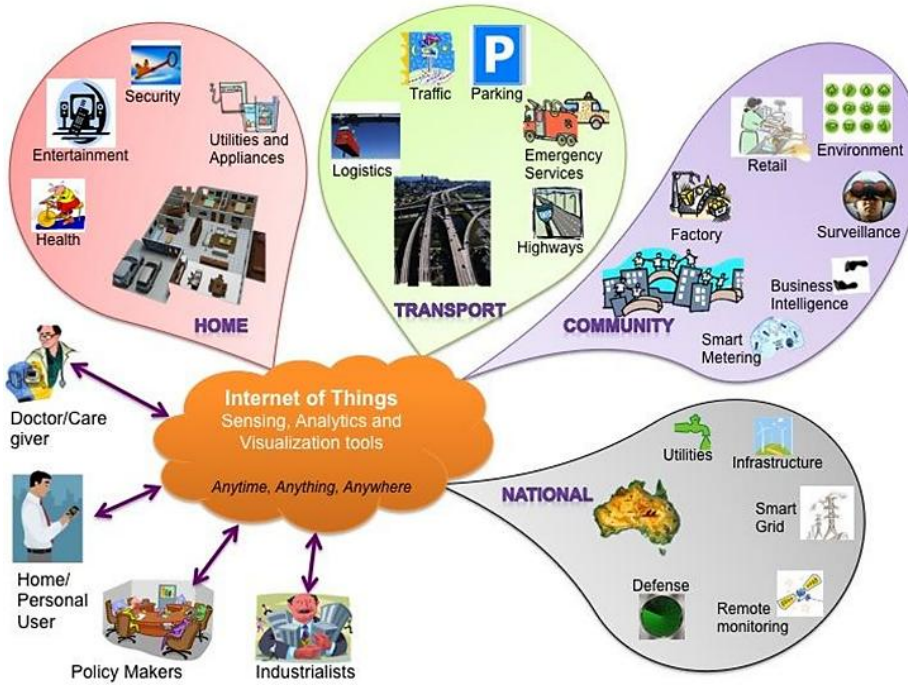 Security
Entertainment
Utilities and
Appliances
Health
HOME
Traffic
P
Parking
Logistics
Emergency
Services
Highways
TRANSPORT
Retail
Environment
Factory
Surveillance
Business
Intelligence
COMMUNITY
Smart
Metering
Doctor/Care
giver
Internet of Things
Sensing, Analytics and
Visualization tools
Anytime, Anything, Anywhere
Utilities
Infrastructure
NATIONAL
Smart
Grid
Defense
Remote
monitoring
Home/
Personal
User
Policy Makers
Industrialists